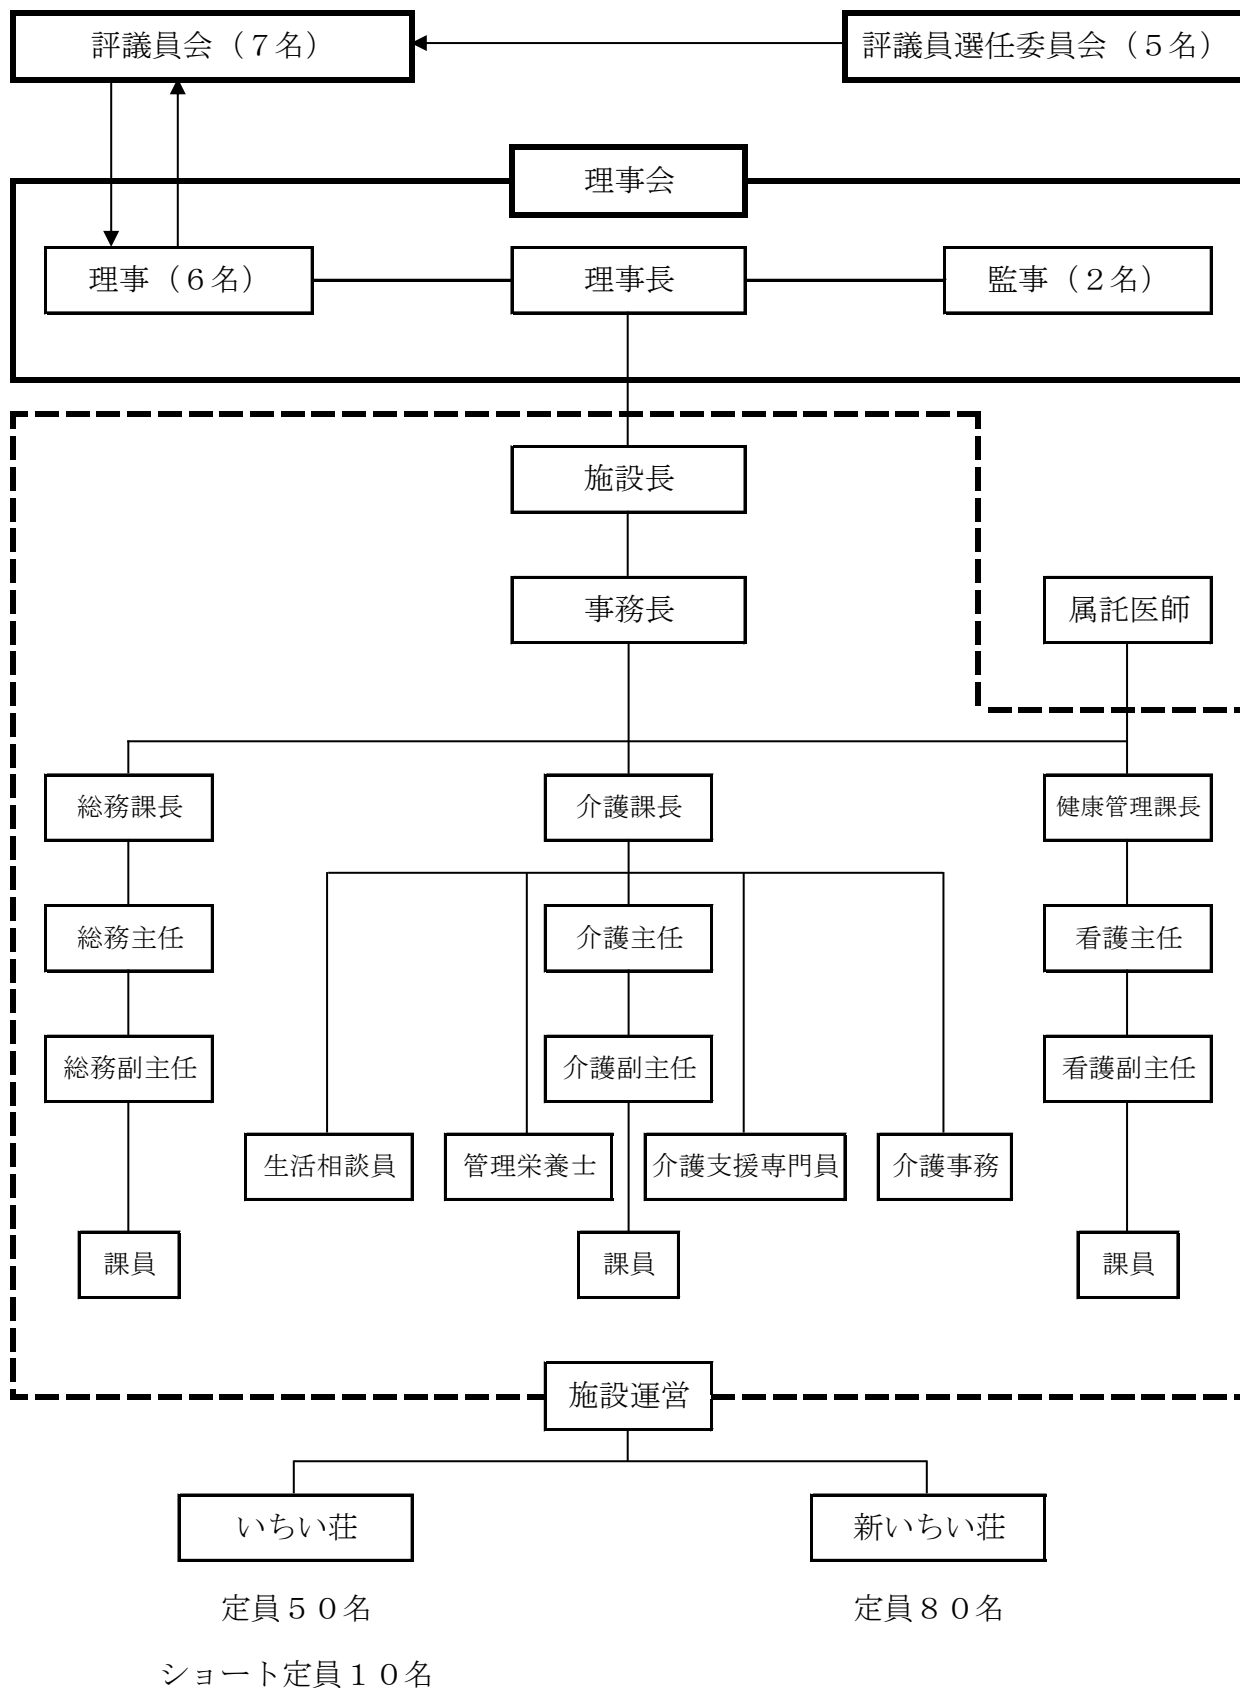 評議員会（７名）
評議員選任委員会（５名）
理事会
理事（６名）
理事長
監事（２名）
施設長
事務長
属託医師
総務課長
介護課長
健康管理課長
総務主任
介護主任
看護主任
総務副主任
介護副主任
看護副主任
生活相談員
管理栄養士
介護支援専門員
介護事務
課員
課員
課員
施設運営
いちい荘
新いちい荘
定員５０名
定員８０名
ショート定員１０名